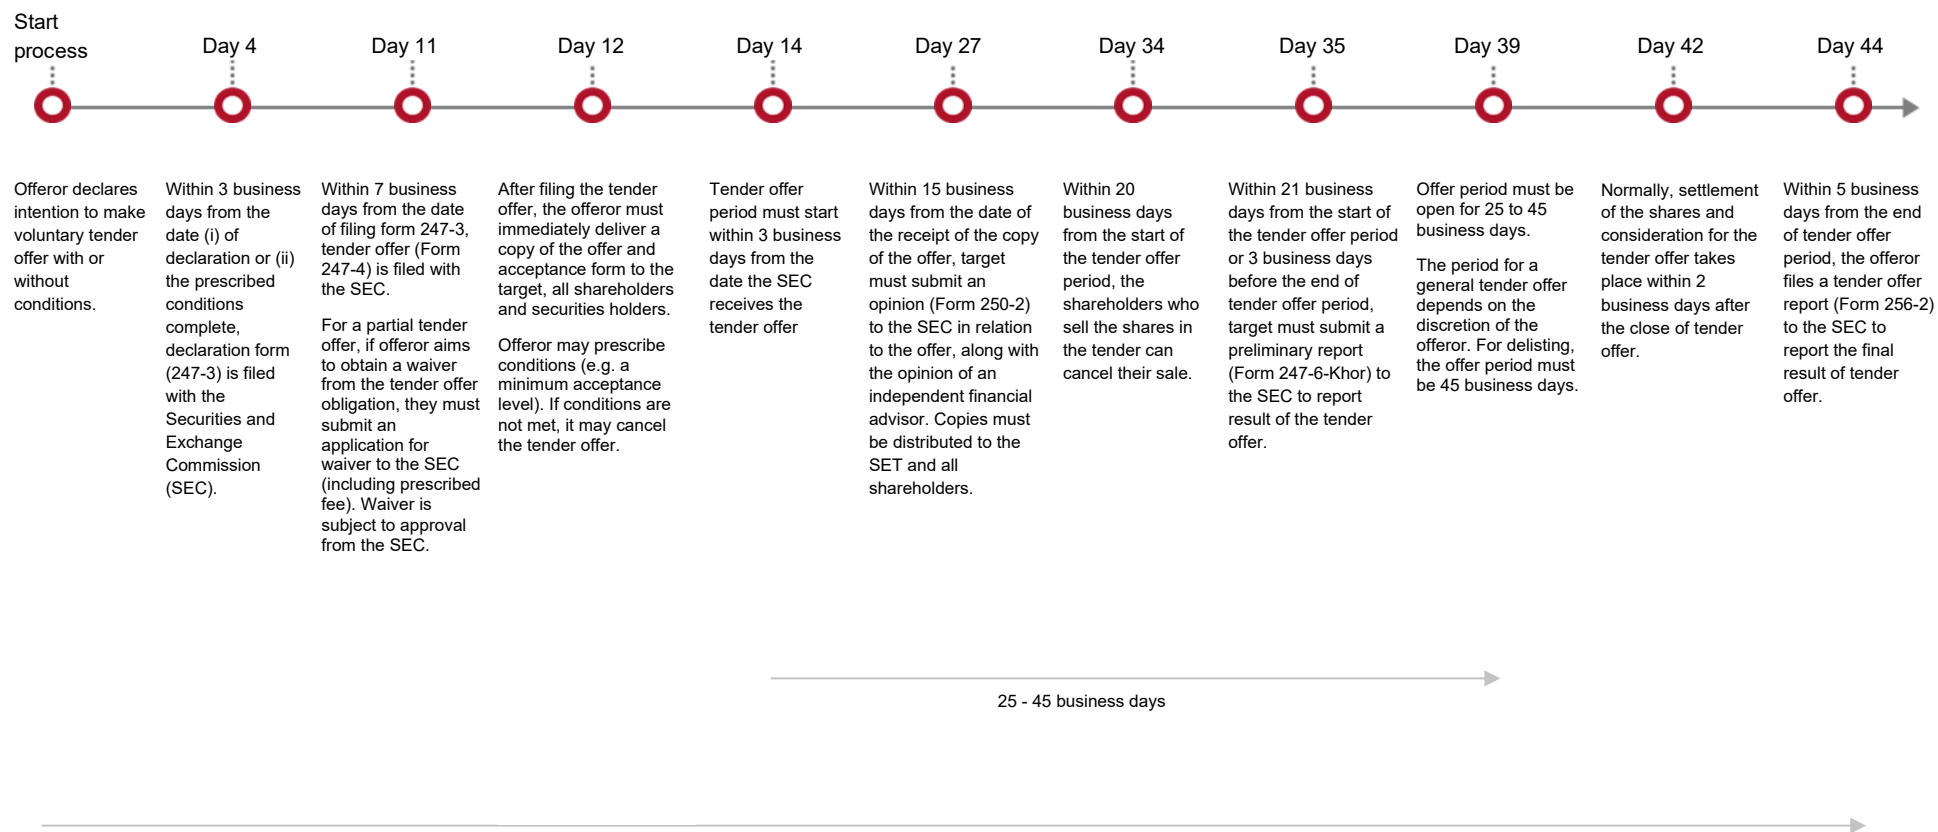 Start
process
Day 4
Day 11
Day 12
Day 14
Day 27
Day 34
Day 35
Day 39
Day 42
Day 44
Offeror declares
intention to make
voluntary tender
offer with or
without
conditions.
Within 3 business
days from the
date (i) of
declaration or (ii)
the prescribed
conditions
complete,
declaration form
(247-3) is filed
with the
Securities and
Exchange
Commission
(SEC).
Within 7 business
days from the date
of filing form 247-3,
tender offer (Form
247-4) is filed with
the SEC.
For a partial tender
offer, if offeror aims
to obtain a waiver
from the tender offer
obligation, they must
submit an
application for
waiver to the SEC
(including prescribed
fee). Waiver is
subject to approval
from the SEC.
After filing the tender
offer, the offeror must
immediately deliver a
copy of the offer and
acceptance form to the
target, all shareholders
and securities holders.
Offeror may prescribe
conditions (e.g. a
minimum acceptance
level). If conditions are
not met, it may cancel
the tender offer.
Tender offer
period must start
within 3 business
days from the
date the SEC
receives the
tender offer
Within 15 business
days from the date of
the receipt of the copy
of the offer, target
must submit an
opinion (Form 250-2)
to the SEC in relation
to the offer, along with
the opinion of an
independent financial
advisor. Copies must
be distributed to the
SET and all
shareholders.
Within 20
business days
from the start of
the tender offer
period, the
shareholders who
sell the shares in
the tender can
cancel their sale.
Within 21 business
days from the start of
the tender offer period
or 3 business days
before the end of
tender offer period,
target must submit a
preliminary report
(Form 247-6-Khor) to
the SEC to report
result of the tender
offer.
Offer period must be
open for 25 to 45
business days.
The period for a
general tender offer
depends on the
discretion of the
offeror. For delisting,
the offer period must
be 45 business days.
Normally, settlement
of the shares and
consideration for the
tender offer takes
place within 2
business days after
the close of tender
offer.
Within 5 business
days from the end
of tender offer
period, the offeror
files a tender offer
report (Form 256-2)
to the SEC to
report the final
result of tender
offer.
25 - 45 business days